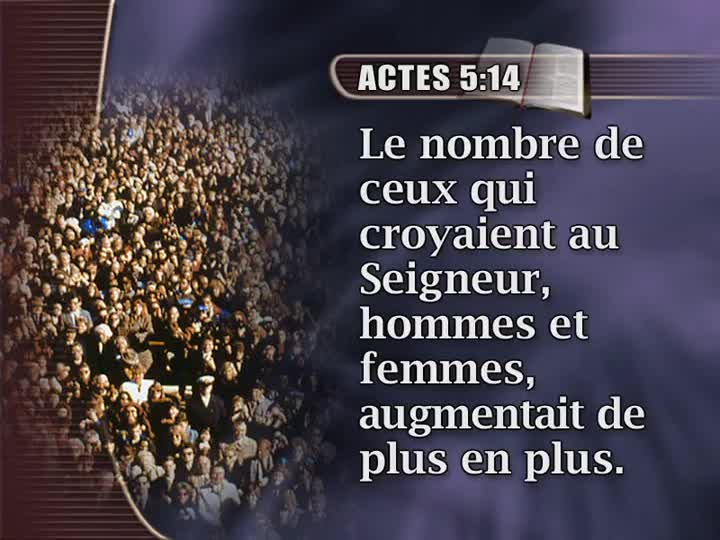 ACTES 5:14
Le nombre de
ceux qui
croyaient au
Seigneur,
hommes et
femmes,
augmentait de
plus en plus.